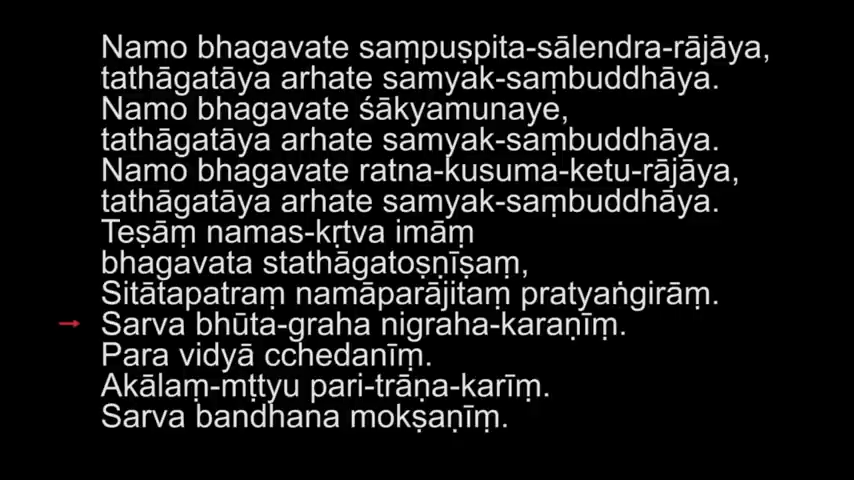 Namo bhagavate saṃpuṣpita-sālendra-rājāya,
tathāgatāya arhate samyak-saṃbuddhāya.
Namo bhagavate śākyamunaye,
tathāgatāya arhate samyak-saṃbuddhāya.
Namo bhagavate ratna-kusuma-ketu-rājāya,
tathāgatāya arhate samyak-saṃbuddhāya.
Teṣāṃ namas-kṛtva imāṃ
bhagavata stathāgatoṣṇīṣaṃ,
Sitātapatraṃ namāparājitaṃ pratyaṅgirāṃ.
Sarva bhūta-graha nigraha-karaṇīṃ.
Para vidyā cchedanīṃ.
Akālaṃ-mṭtyu pari-trāṇa-karīṃ.
Sarva bandhana mokṣaṇīṃ.